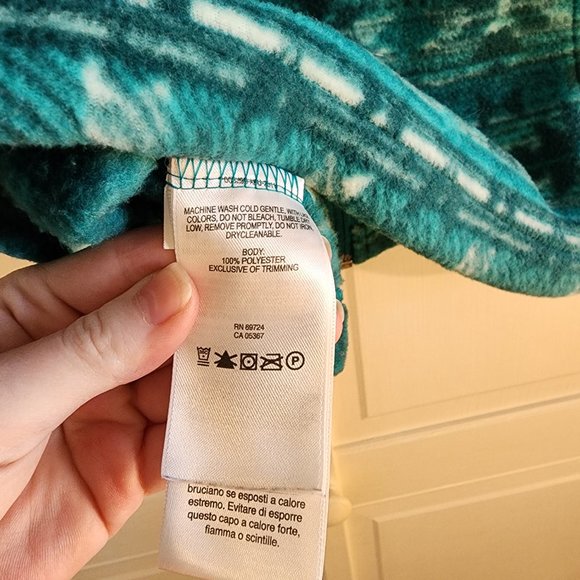 MACHINE WASH COLD GENTLE, WITH
COLORS, DO NOT BLEACH, TUMBLE DRY
LOW, REMOVE PROMPTLY, DO NOT IRON,
DRYCLEANABLE.
BODY:
100% POLYESTER
EXCLUSIVE OF TRIMMING
RN 69724
CA 05367
P
bruciano se esposti a calore
estremo. Evitare di esporre
questo capo a calore forte,
fiamma o scintille.